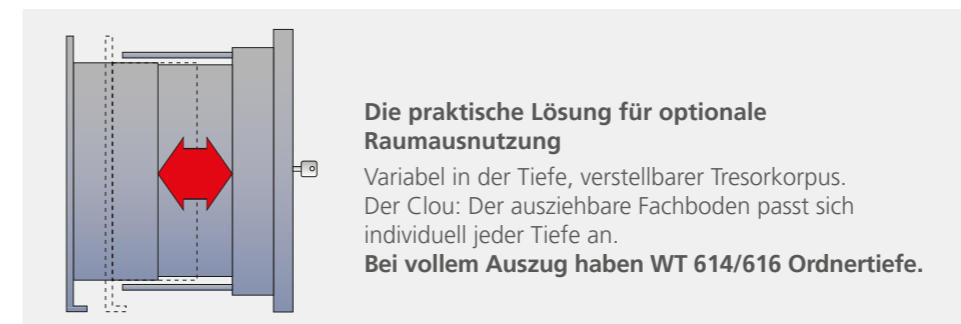 Die praktische Lösung für optionale
Raumausnutzung
Variabel in der Tiefe, verstellbarer Tresorkorpus.
Der Clou: Der ausziehbare Fachboden passt sich
individuell jeder Tiefe an.
Bei vollem Auszug haben WT 614/616 Ordnertiefe.